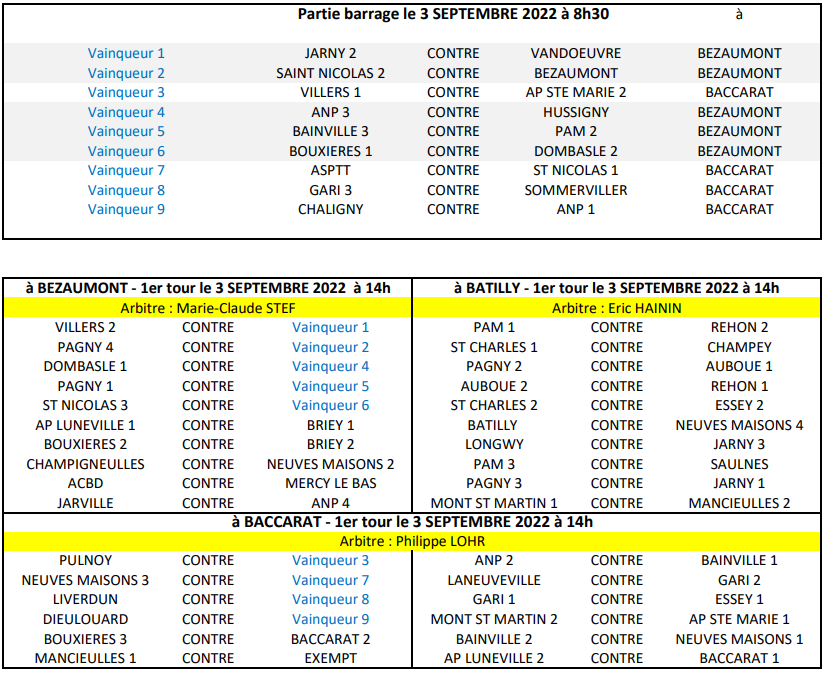 Partie barrage le 3 SEPTEMBRE 2022 à 8h30 à
Vainqueur 1 JARNY 2 CONTRE VANDOEUVRE BEZAUMONT
Vainqueur 2 SAINT NICOLAS 2 CONTRE BEZAUMONT BEZAUMONT
Vainqueur 3 VILLERS 1 CONTRE AP STE MARIE 2 BACCARAT
Vainqueur 4 ANP 3 CONTRE HUSSIGNY BEZAUMONT
Vainqueur 5 BAINVILLE 3 CONTRE PAM 2 BEZAUMONT
Vainqueur 6 BOUXIERES 1 CONTRE DOMBASLE 2 BEZAUMONT
Vainqueur 7 ASPTT CONTRE ST NICOLAS 1 BACCARAT
Vainqueur 8 GARI 3 CONTRE SOMMERVILLER BACCARAT
Vainqueur 9 CHALIGNY CONTRE ANP 1 BACCARAT
à BEZAUMONT - 1er tour le 3 SEPTEMBRE 2022 à 14h
Arbitre : Marie-Claude STEF
VILLERS 2 CONTRE Vainqueur 1
PAGNY 4 CONTRE Vainqueur 2
DOMBASLE 1 CONTRE Vainqueur 4
PAGNY 1 CONTRE Vainqueur 5
ST NICOLAS 3 CONTRE Vainqueur 6
AP LUNEVILLE 1 CONTRE BRIEY 1
BOUXIERES 2 CONTRE BRIEY 2
CHAMPIGNEULLES CONTRE NEUVES MAISONS 2
ACBD CONTRE MERCY LE BAS
JARVILLE CONTRE ANP 4
à BATILLY - 1er tour le 3 SEPTEMBRE 2022 à 14h
Arbitre : Eric HAININ
PAM 1 CONTRE REHON 2
ST CHARLES 1 CONTRE CHAMPEY
PAGNY 2 CONTRE AUBOUE 1
AUBOUE 2 CONTRE REHON 1
ST CHARLES 2 CONTRE ESSEY 2
BATILLY CONTRE NEUVES MAISONS 4
LONGWY CONTRE JARNY 3
PAM 3 CONTRE SAULNES
PAGNY 3 CONTRE JARNY 1
MONT ST MARTIN 1 CONTRE MANCIEULLES 2
à BACCARAT - 1er tour le 3 SEPTEMBRE 2022 à 14h
Arbitre : Philippe LOHR
PULNOY CONTRE Vainqueur 3
NEUVES MAISONS 3 CONTRE Vainqueur 7
LIVERDUN CONTRE Vainqueur 8
DIEULOUARD CONTRE Vainqueur 9
BOUXIERES 3 CONTRE BACCARAT 2
MANCIEULLES 1 CONTRE EXEMPT
ANP 2 CONTRE BAINVILLE 1
LANEUVEVILLE CONTRE GARI 2
GARI 1 CONTRE ESSEY 1
MONT ST MARTIN 2 CONTRE AP STE MARIE 1
BAINVILLE 2 CONTRE NEUVES MAISONS 1
AP LUNEVILLE 2 CONTRE BACCARAT 1